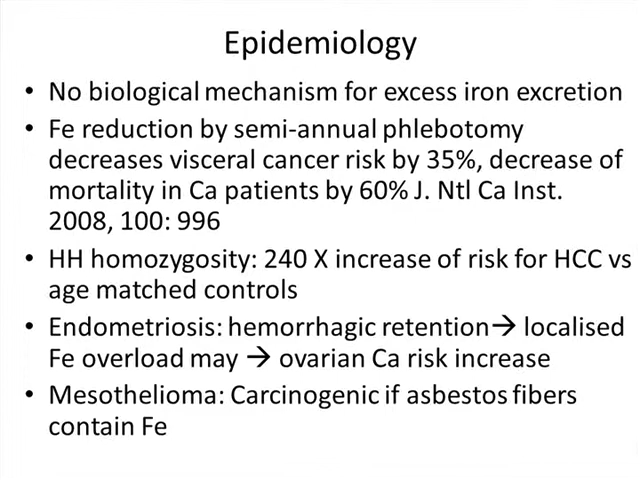 Epidemiology
• No biological mechanism for excess iron excretion
• Fe reduction by semi-annual phlebotomy
decreases visceral cancer risk by 35%, decrease of
mortality in Ca patients by 60% J. Ntl Ca Inst.
2008, 100: 996
• HH homozygosity: 240 X increase of risk for HCC vs
age matched controls
• Endometriosis: hemorrhagic retention→ localised
Fe overload may → ovarian Ca risk increase
• Mesothelioma: Carcinogenic if asbestos fibers
contain Fe